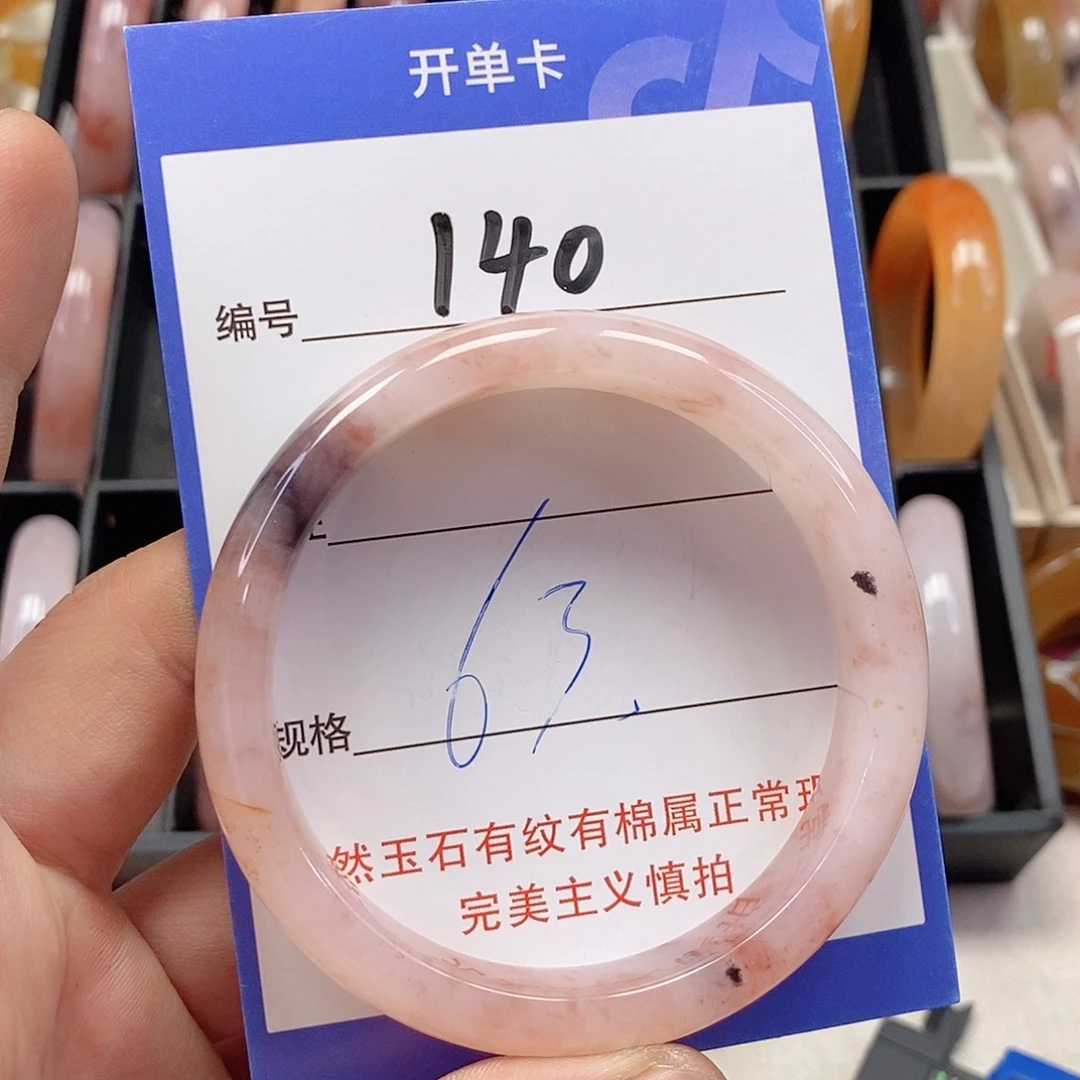 开单卡
编号 140
63
规格
然玉石有纹有棉属正常现
完美主义慎拍